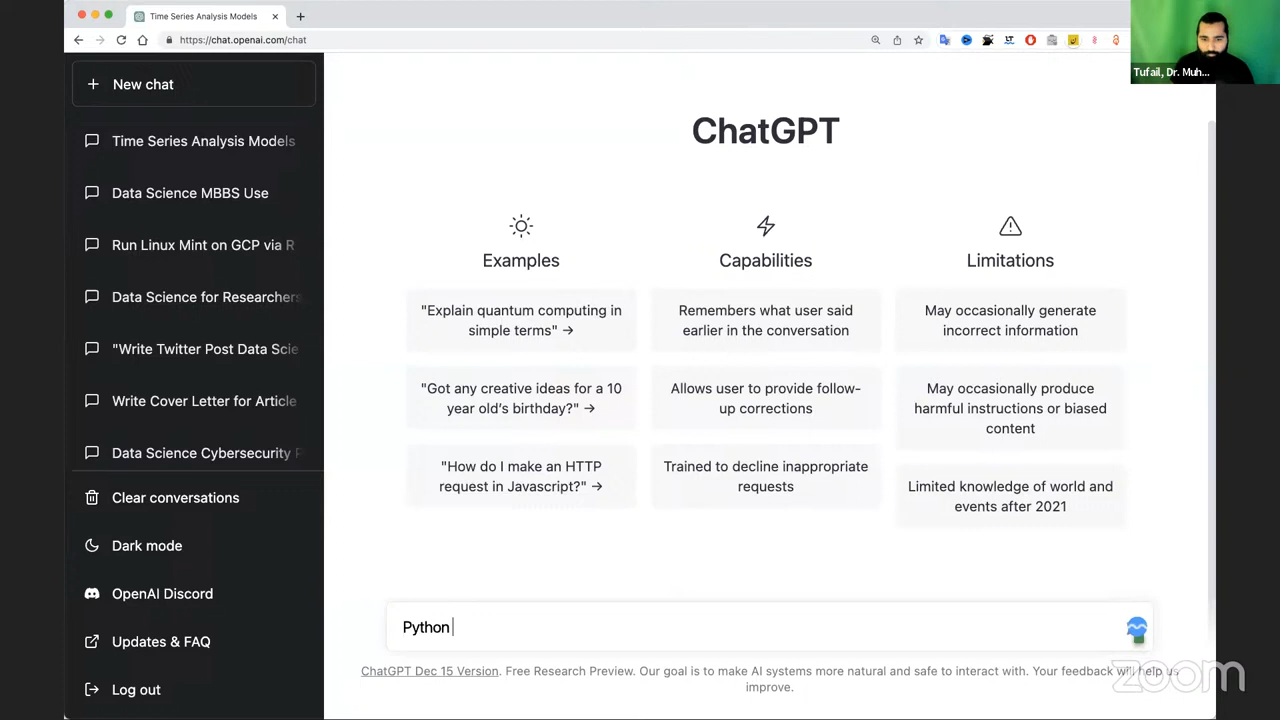 Time Series Analysis Models
https://chat.openai.com/chat
Tufail, Dr. Muh...
New chat
Time Series Analysis Models
Data Science MBBS Use
Run Linux Mint on GCP via R
Data Science for Researchers
"Write Twitter Post Data Scie
Write Cover Letter for Article
Data Science Cybersecurity P
Clear conversations
Dark mode
OpenAI Discord
Updates & FAQ
Log out
ChatGPT
Examples
"Explain quantum computing in
simple terms" →
"Got any creative ideas for a 10
year old's birthday?" →
"How do I make an HTTP
request in Javascript?" →
Capabilities
Remembers what user said
earlier in the conversation
Allows user to provide follow-
up corrections
Trained to decline inappropriate
requests
Limitations
May occasionally generate
incorrect information
May occasionally produce
harmful instructions or biased
content
Limited knowledge of world and
events after 2021
Python
ChatGPT Dec 15 Version. Free Research Preview. Our goal is to make AI systems more natural and safe to interact with. Your feedback will help us
improve.
zoom